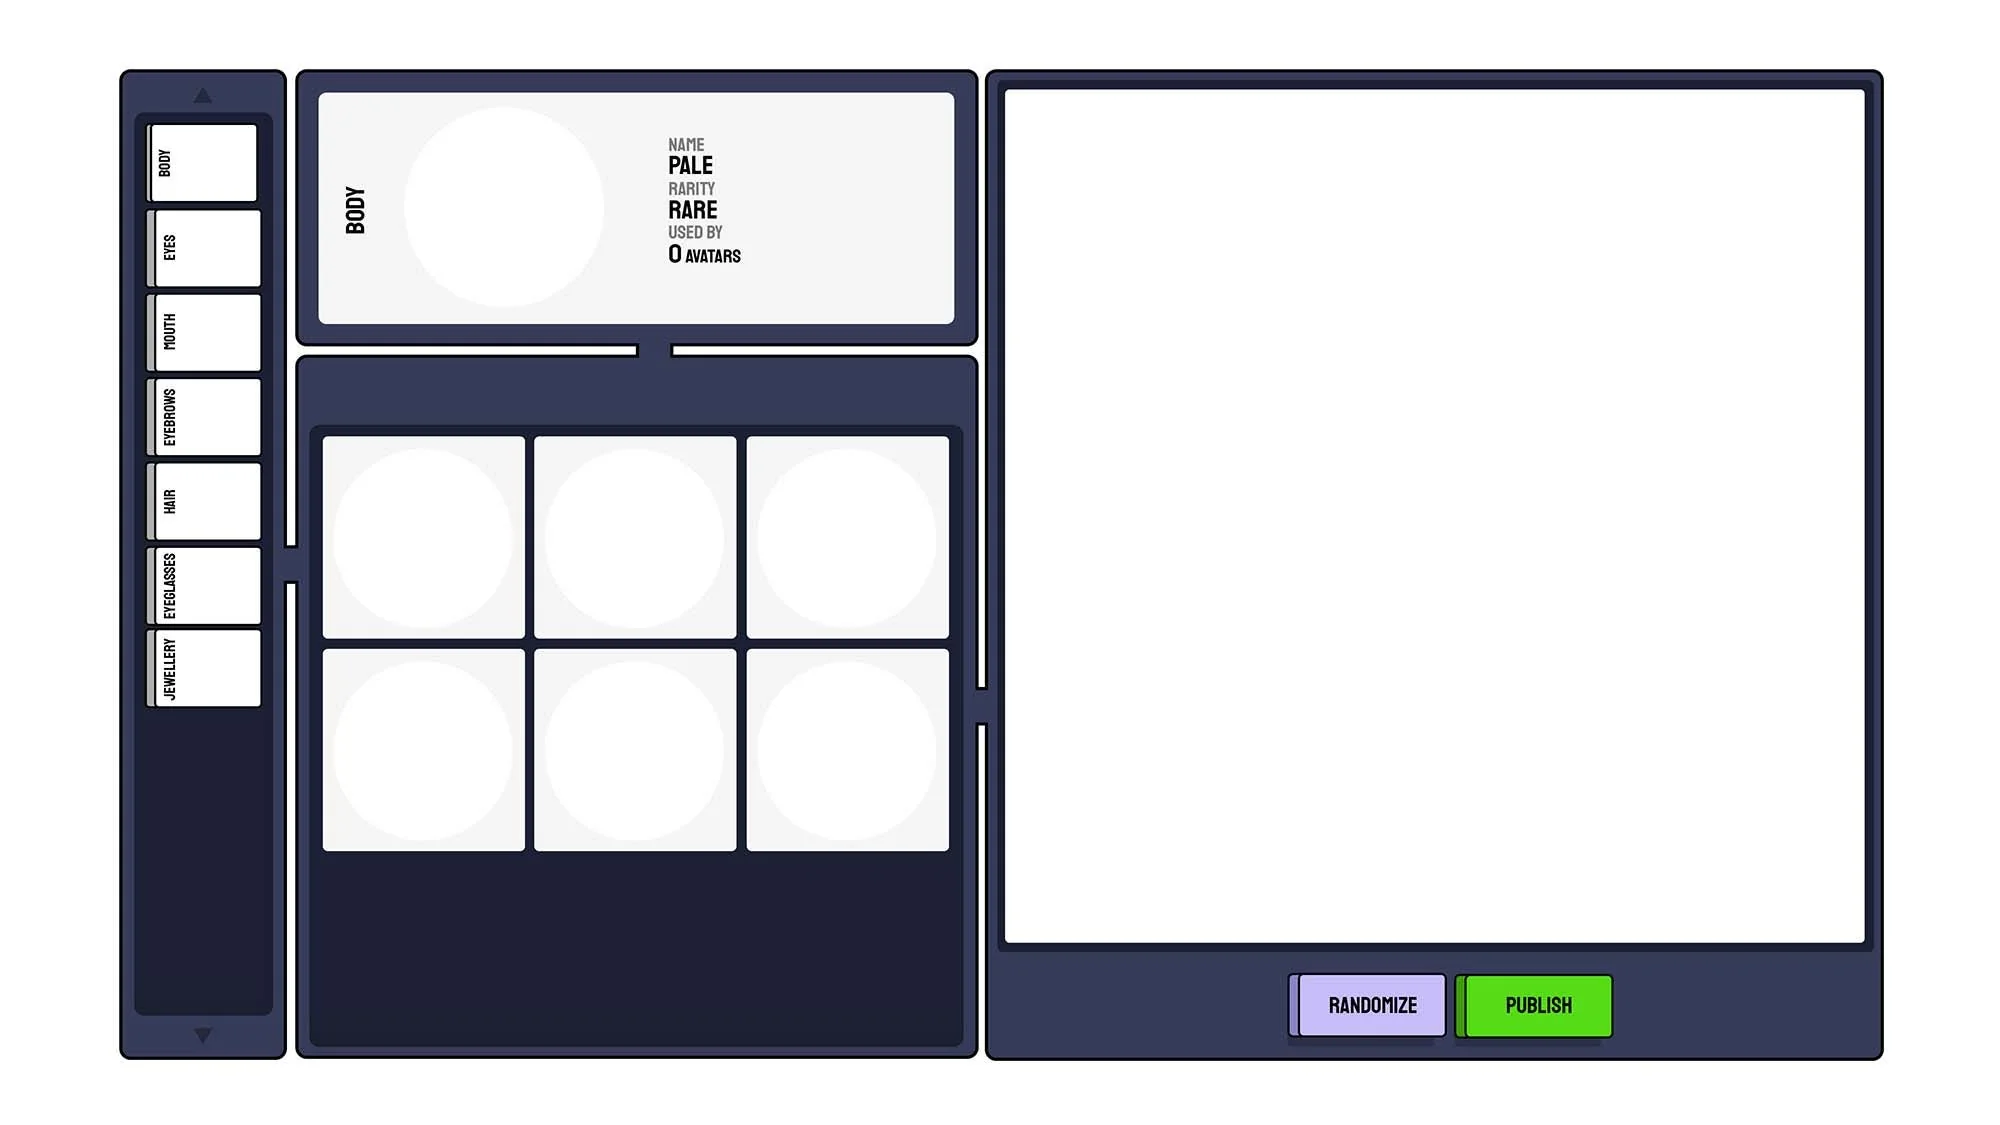 BODY
EYES
MOUTH
EYEBROWS
HAIR
EYEGLASSES
JEWELLERY
BODY
NAME
PALE
RARITY
RARE
USED BY
0 AVATARS
RANDOMIZE
PUBLISH